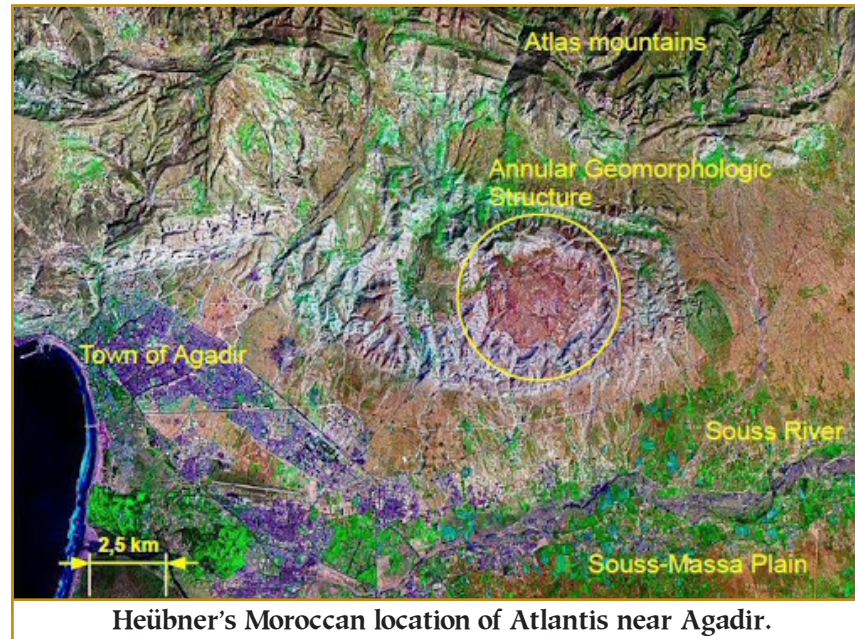 Atlas mountains
Annular Geomorphologic
Structure
Town of Agadir
Souss River
2,5 km
Souss-Massa Plain
Heübner's Moroccan location of Atlantis near Agadir.